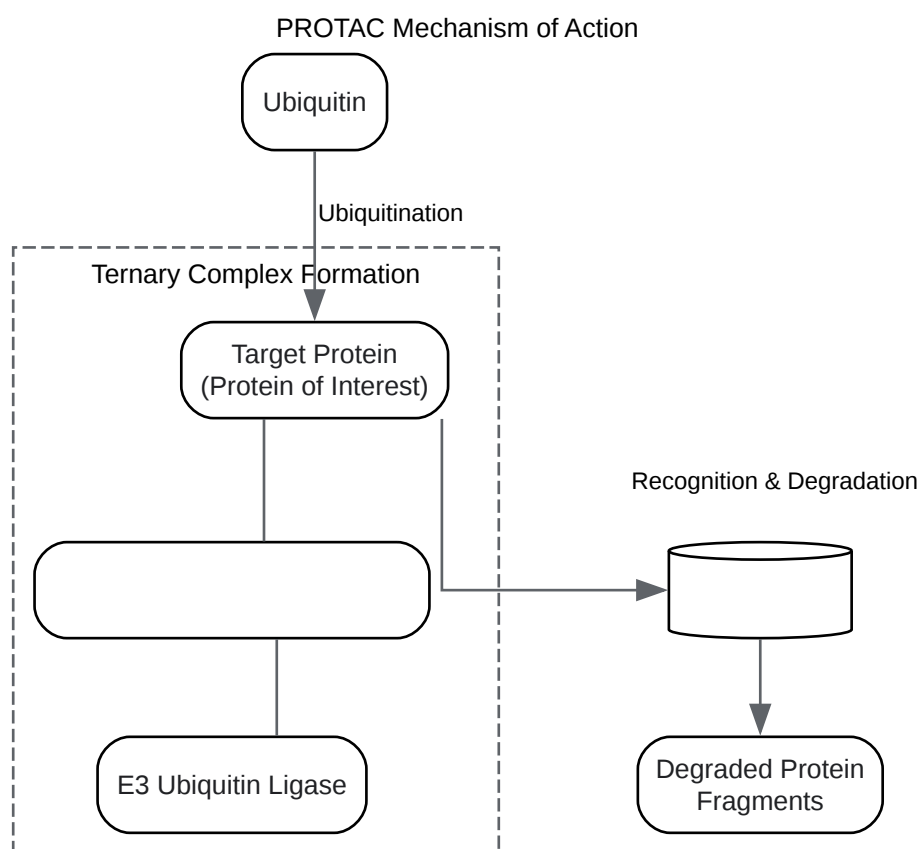 PROTAC Mechanism of Action
Ubiquitin
Ubiquitination
Ternary Complex Formation
Target Protein
(Protein of Interest)
Recognition & Degradation
E3 Ubiquitin Ligase
Degraded Protein
Fragments